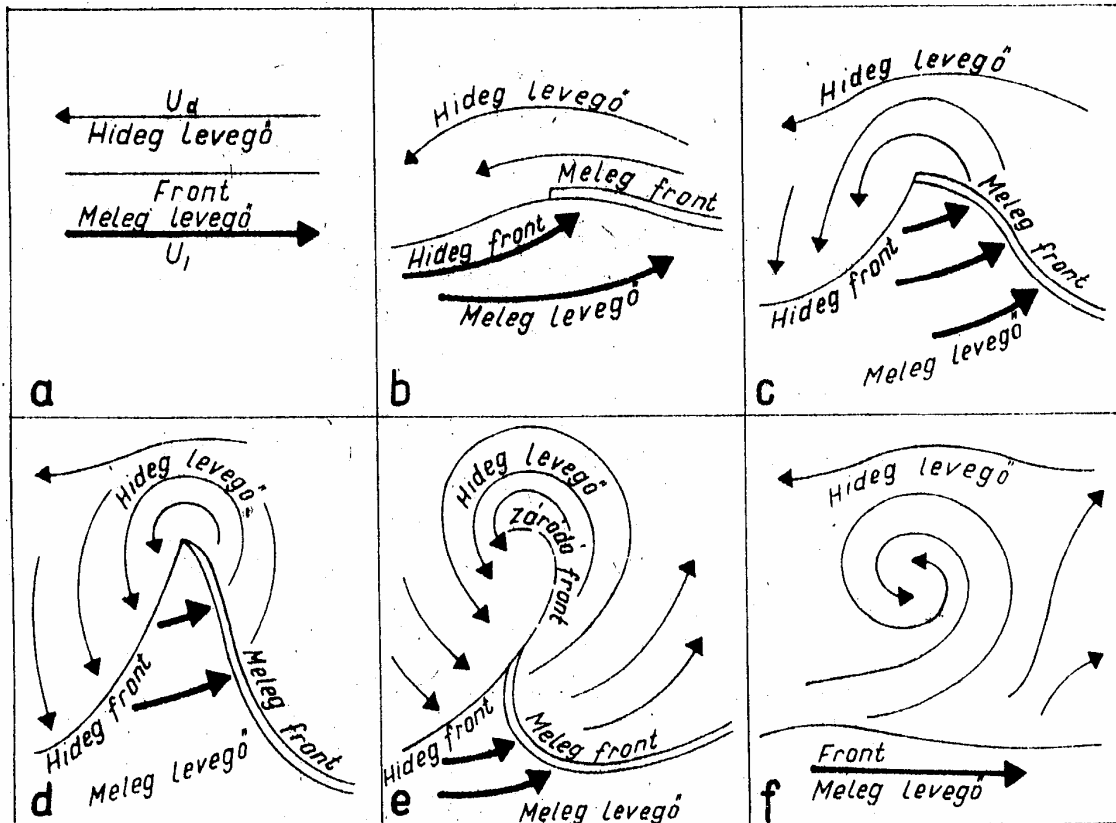 U_d
Hideg levegő
Front
Meleg levegő
U_l
a
Hideg levegő
Meleg front
Hideg front
Meleg levegő
b
Hideg levegő
Meleg front
Hideg front
Meleg levegő
c
Hideg levegő
Hideg front
Meleg front
Meleg levegő
d
Hideg levegő
záródó front
Hideg front
Meleg front
Meleg levegő
e
Hideg levegő
Front
Meleg levegő
f